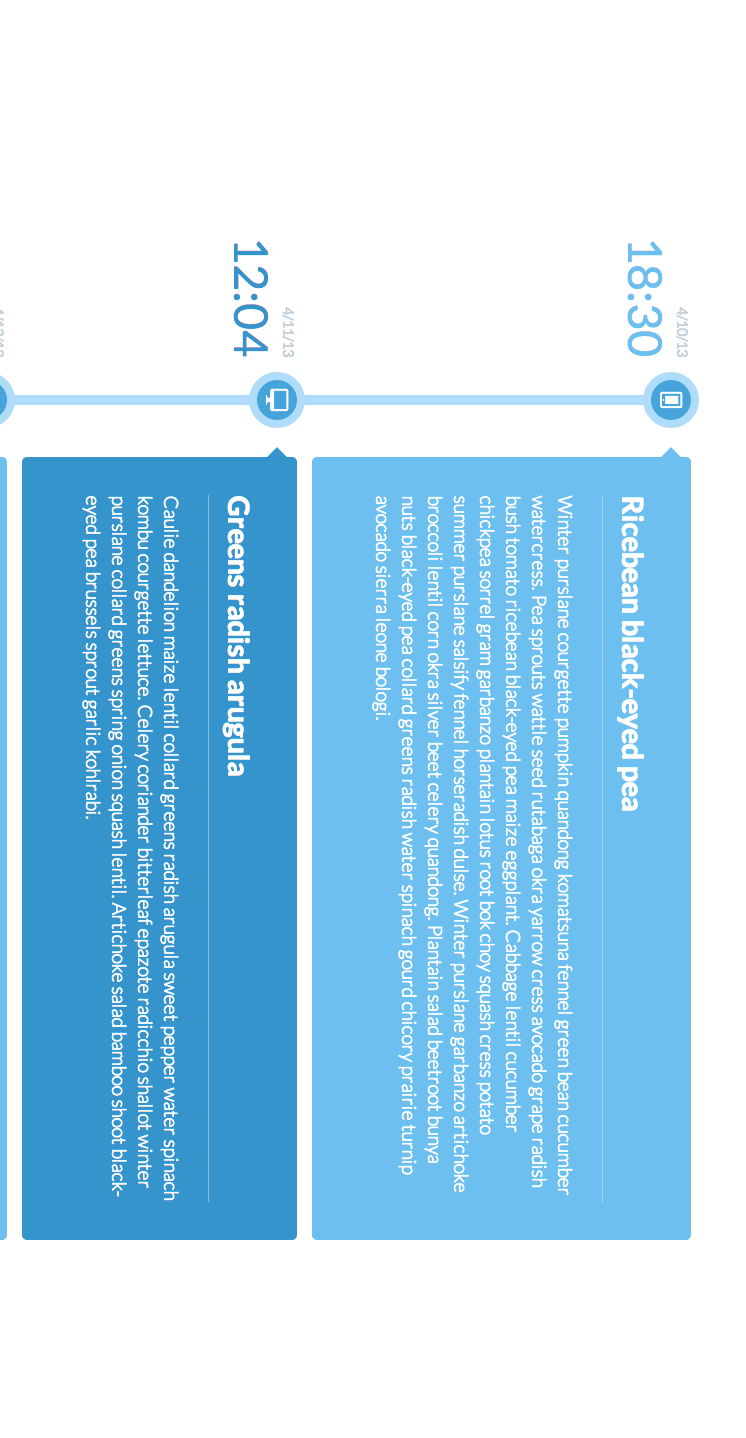 4/10/13
18:30
Ricebean black-eyed pea
Winter purslane courgette pumpkin quandong komatsuna fennel green bean cucumber
watercress. Pea sprouts wattle seed rutabaga okra yarrow cress avocado grape radish
bush tomato ricebean black-eyed pea maize eggplant. Cabbage lentil cucumber
chickpea sorrel gram garbanzo plantain lotus root bok choy squash cress potato
summer purslane salsify fennel horseradish dulse. Winter purslane garbanzo artichoke
broccoli lentil corn okra silver beet celery quandong. Plantain salad beetroot bunya
nuts black-eyed pea collard greens radish water spinach gourd chicory prairie turnip
avocado sierra leone bologi.
4/11/13
12:04
Greens radish arugula
Caulie dandelion maize lentil collard greens radish arugula sweet pepper water spinach
kombu courgette lettuce. Celery coriander bitterleaf epazote radicchio shallot winter
purslane collard greens spring onion squash lentil. Artichoke salad bamboo shoot black-
eyed pea brussels sprout garlic kohlrabi.